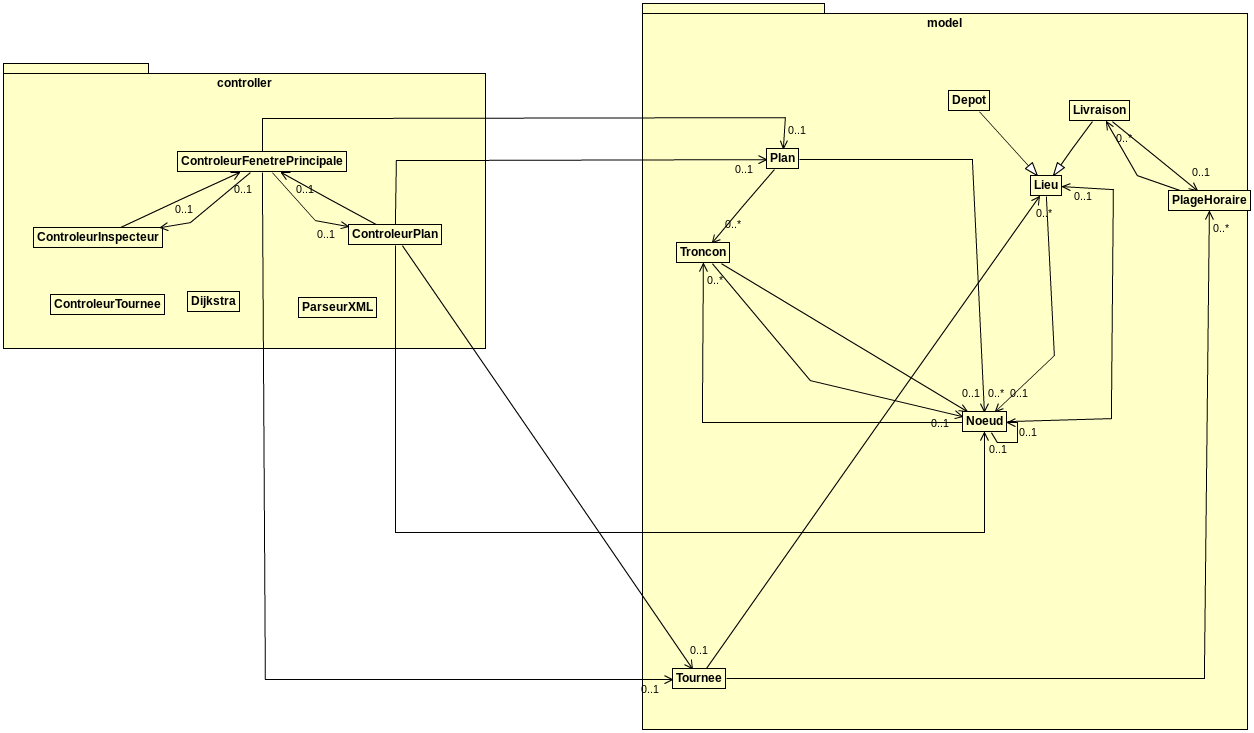 model
controller
Depot
Livraison
0..1
0..*
ControleurFenetrePrincipale
Plan
0..1
0..1
Lieu
0..1
PlageHoraire
0..1
0..1
0..1
0..*
0..*
0..*
ControleurInspecteur
0..1
ControleurPlan
Troncon
0..*
ControleurTournee
Dijkstra
ParseurXML
0..1
0..*
0..1
0..1
Noeud
0..1
0..1
0..1
Tournee
0..1